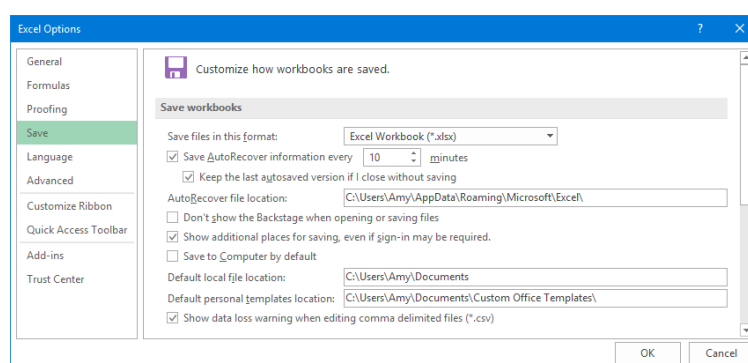 Excel Options
?
General
Formulas
Proofing
Save
Language
Advanced
Customize Ribbon
Quick Access Toolbar
Add-ins
Trust Center
Customize how workbooks are saved.
Save workbooks
Save files in this format: Excel Workbook (*.xlsx)
Save AutoRecover information every 10 minutes
Keep the last autosaved version if I close without saving
AutoRecover file location: C:\Users\Amy\AppData\Roaming\Microsoft\Excel\
Don't show the Backstage when opening or saving files
Show additional places for saving, even if sign-in may be required.
Save to Computer by default
Default local file location: C:\Users\Amy\Documents
Default personal templates location: C:\Users\Amy\Documents\Custom Office Templates\
Show data loss warning when editing comma delimited files (*.csv)
OK Cancel